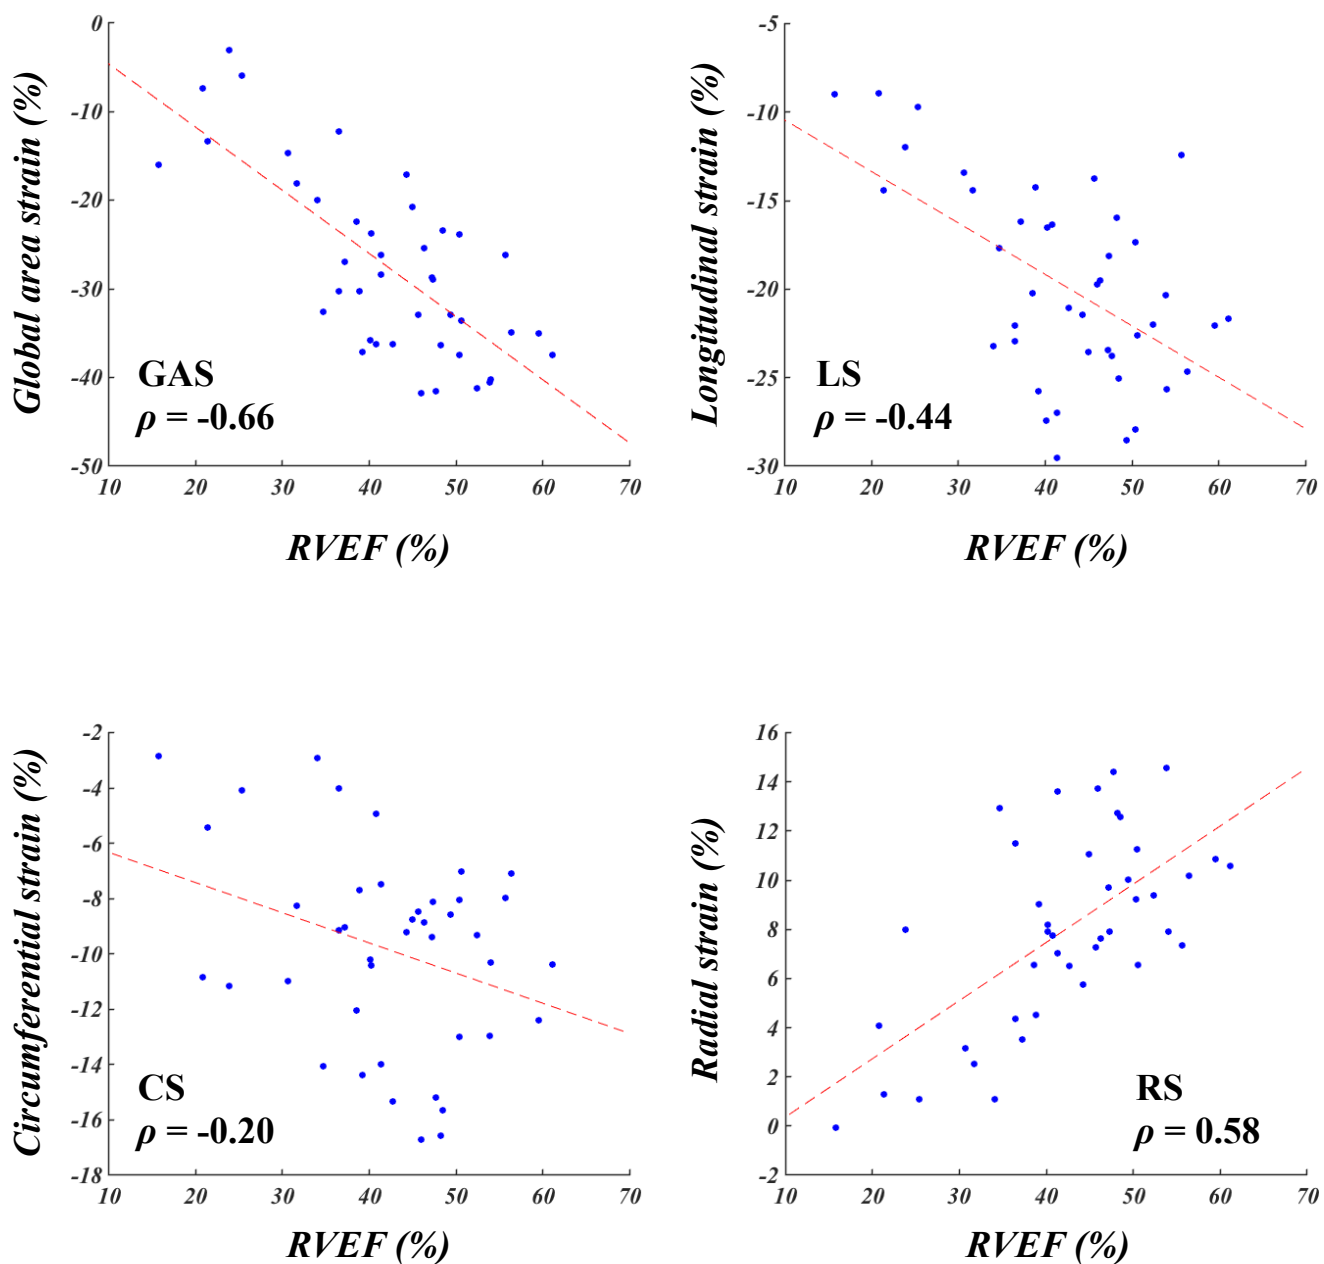 Global area strain (%)
0
-10
-20
-30
-40
-50
GAS
ρ = -0.66
10 20 30 40 50 60 70
RVEF (%)
Longitudinal strain (%)
-5
-10
-15
-20
-25
-30
LS
ρ = -0.44
10 20 30 40 50 60 70
RVEF (%)
Circumferential strain (%)
-2
-4
-6
-8
-10
-12
-14
-16
-18
CS
ρ = -0.20
10 20 30 40 50 60 70
RVEF (%)
Radial strain (%)
16
14
12
10
8
6
4
2
0
-2
RS
ρ = 0.58
10 20 30 40 50 60 70
RVEF (%)